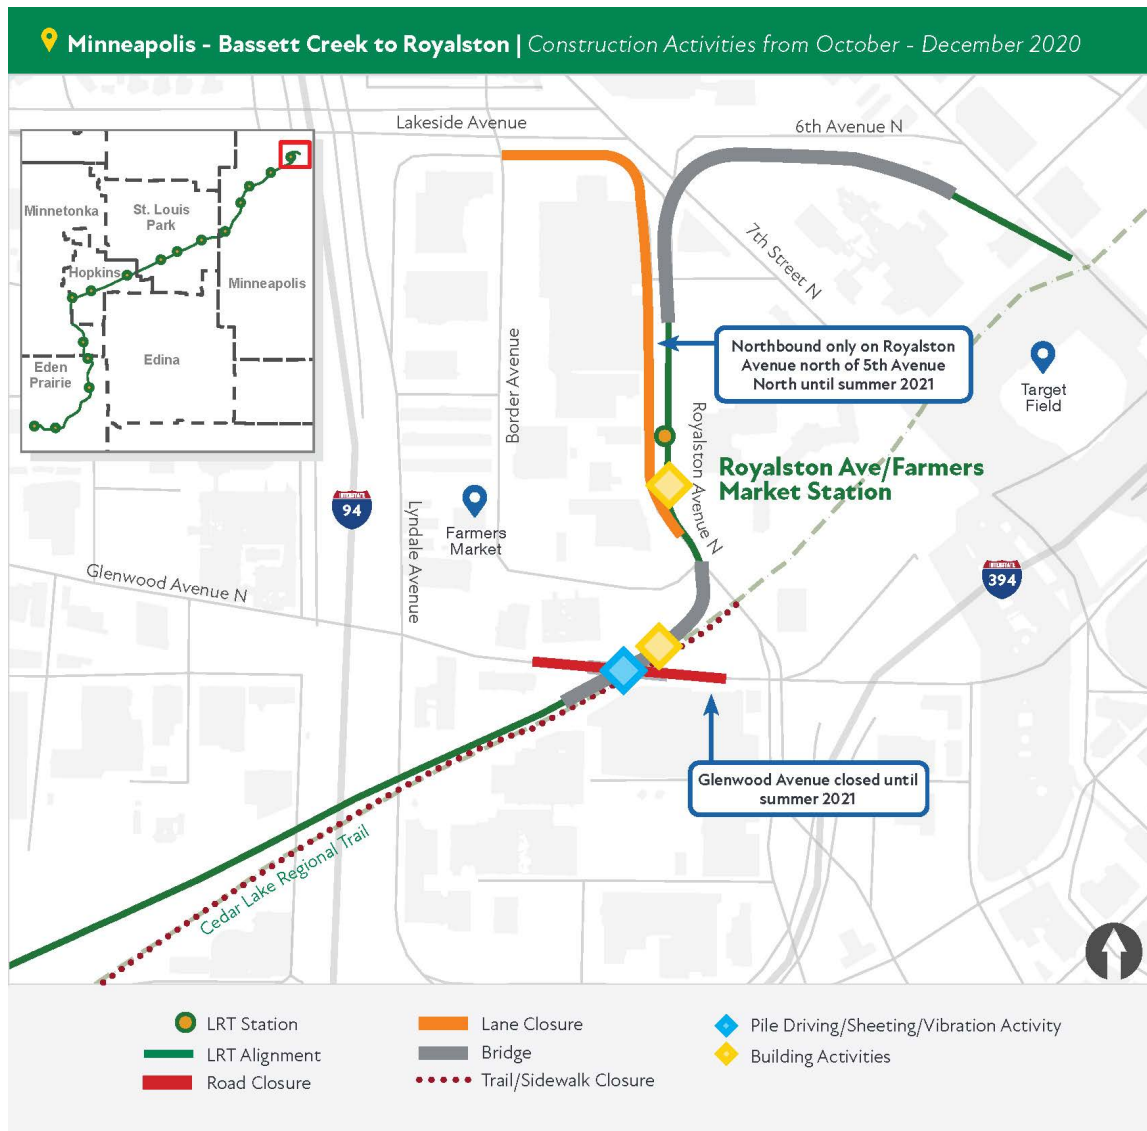 Minneapolis - Bassett Creek to Royalston | Construction Activities from October - December 2020
Lakeside Avenue
6th Avenue N
Minnetonka
St. Louis
Park
Hopkins
Minneapolis
Eden
Prairie
Edina
7th Street N
Northbound only on Royalston
Avenue north of 5th Avenue
North until summer 2021
Target
Field
Border Avenue
Royalston Avenue N
Royalston Ave/Farmers
Market Station
INTERSTATE
94
Farmers
Market
Lyndale Avenue
INTERSTATE
394
Glenwood Avenue N
Glenwood Avenue closed until
summer 2021
Cedar Lake Regional Trail
LRT Station
LRT Alignment
Road Closure
Lane Closure
Bridge
Trail/Sidewalk Closure
Pile Driving/Sheeting/Vibration Activity
Building Activities